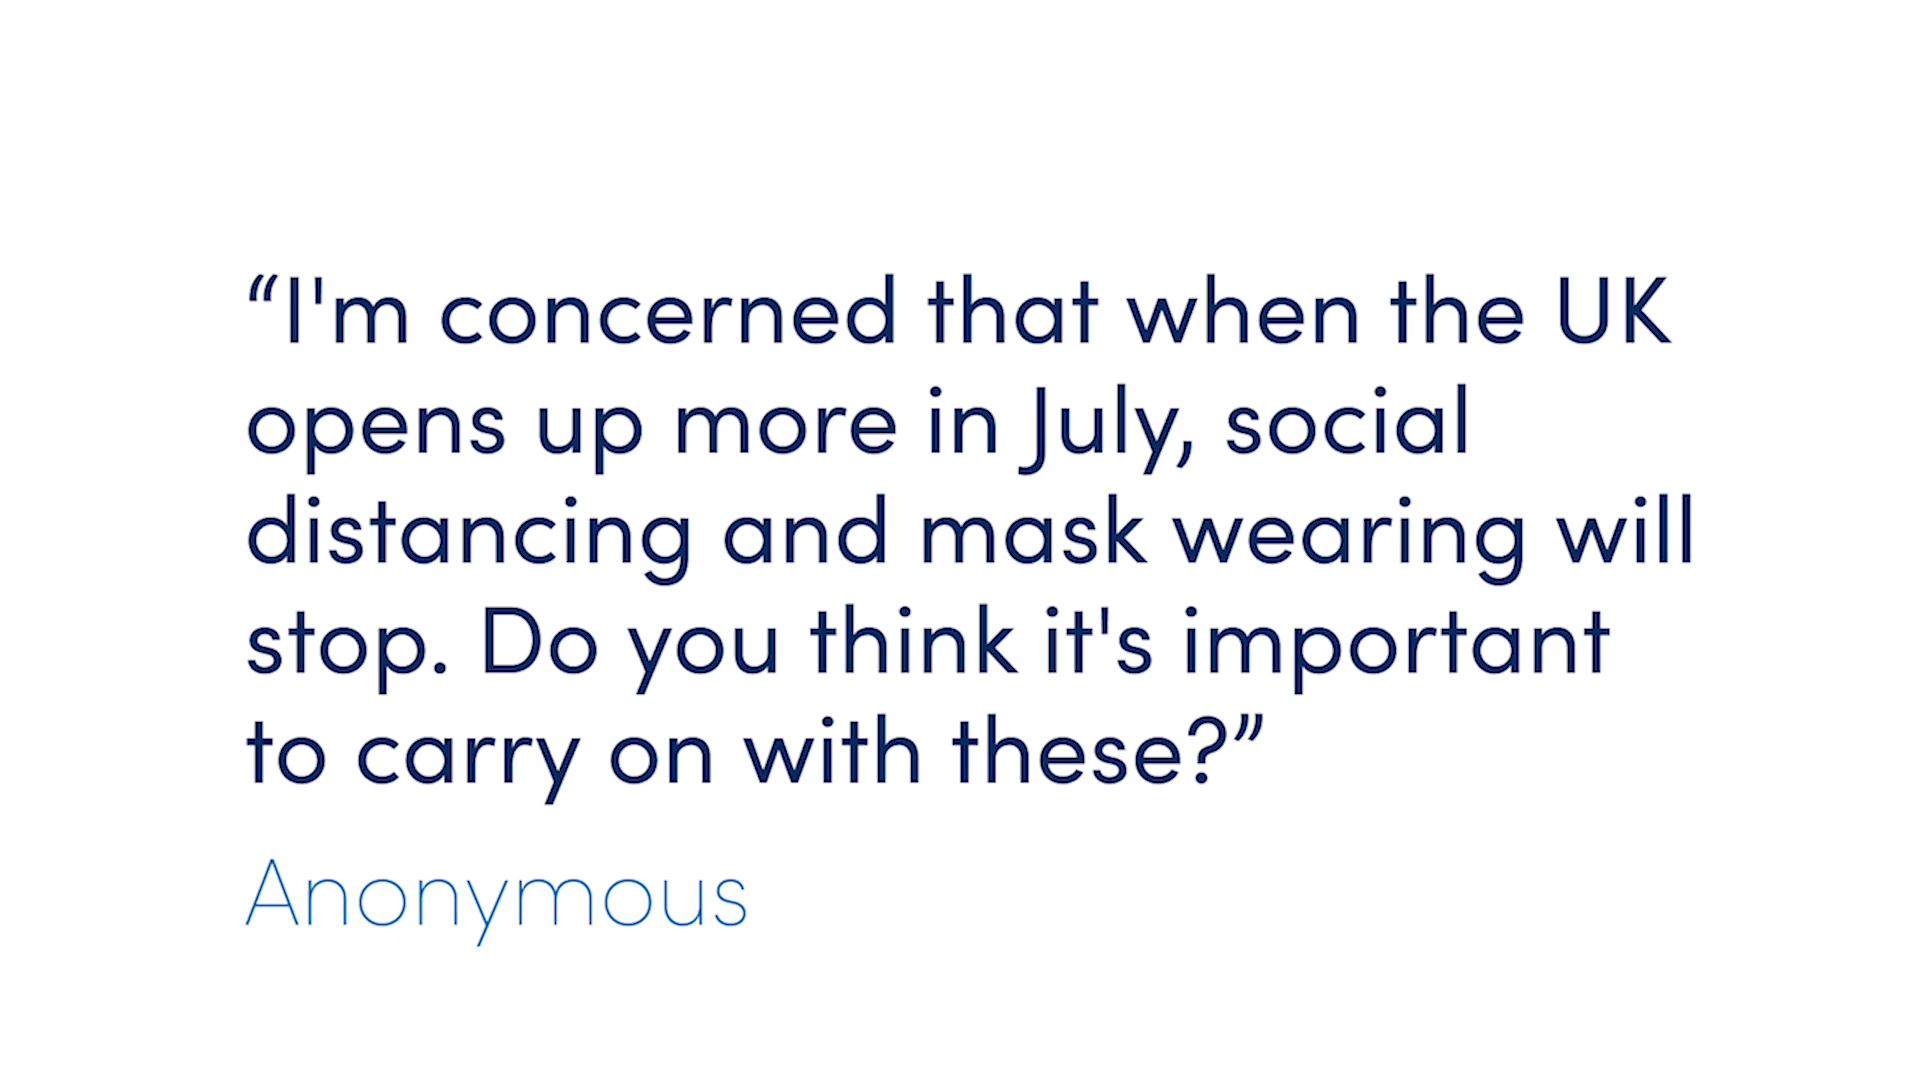 “I'm concerned that when the UK
opens up more in July, social
distancing and mask wearing will
stop. Do you think it's important
to carry on with these?”
Anonymous